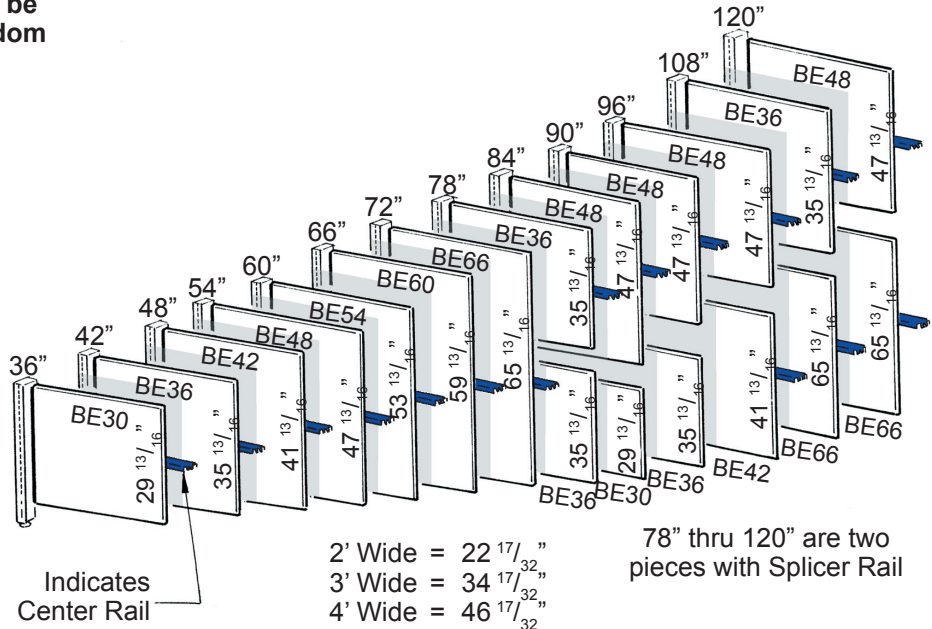 be
dom
120”
BE48
47 13/16”
108”
BE36
35 13/16”
96”
BE48
47 13/16”
90”
BE48
47 13/16”
84”
BE48
47 13/16”
78”
BE36
35 13/16”
72”
BE66
65 13/16”
66”
BE60
59 13/16”
60”
BE54
53 13/16”
54”
BE48
47 13/16”
48”
BE42
41 13/16”
42”
BE36
35 13/16”
36”
BE30
29 13/16”
35 13/16”
BE36
29 13/16”
BE30
35 13/16”
BE36
41 13/16”
BE42
65 13/16”
BE66
65 13/16”
BE66
Indicates
Center Rail
2’ Wide = 22 17/32”
3’ Wide = 34 17/32”
4’ Wide = 46 17/32”
78” thru 120” are two
pieces with Splicer Rail